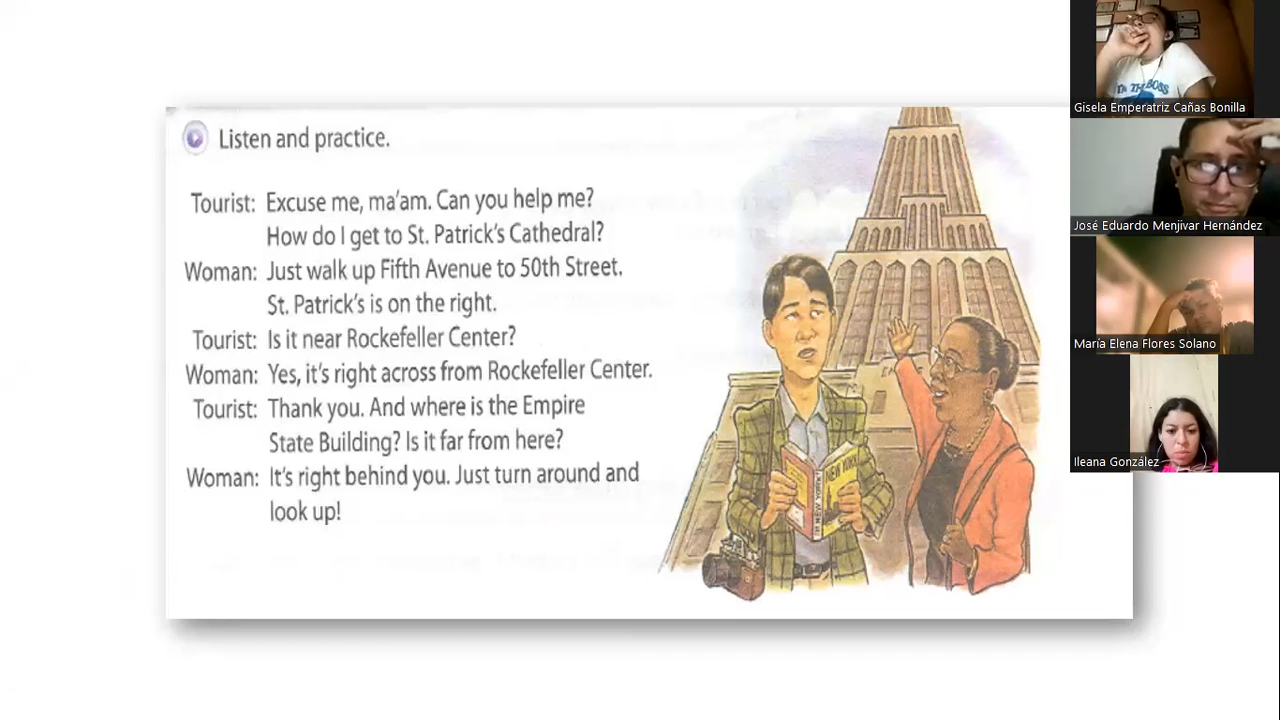 Listen and practice.
Tourist: Excuse me, ma'am. Can you help me?
How do I get to St. Patrick's Cathedral?
Woman: Just walk up Fifth Avenue to 50th Street.
St. Patrick's is on the right.
Tourist: Is it near Rockefeller Center?
Woman: Yes, it's right across from Rockefeller Center.
Tourist: Thank you. And where is the Empire
State Building? Is it far from here?
Woman: It's right behind you. Just turn around and
look up!
NEW YORK
NEW YORK
Gisela Emperatriz Cañas Bonilla
José Eduardo Menjivar Hernández
María Elena Flores Solano
Ileana González
I'M THE BOSS